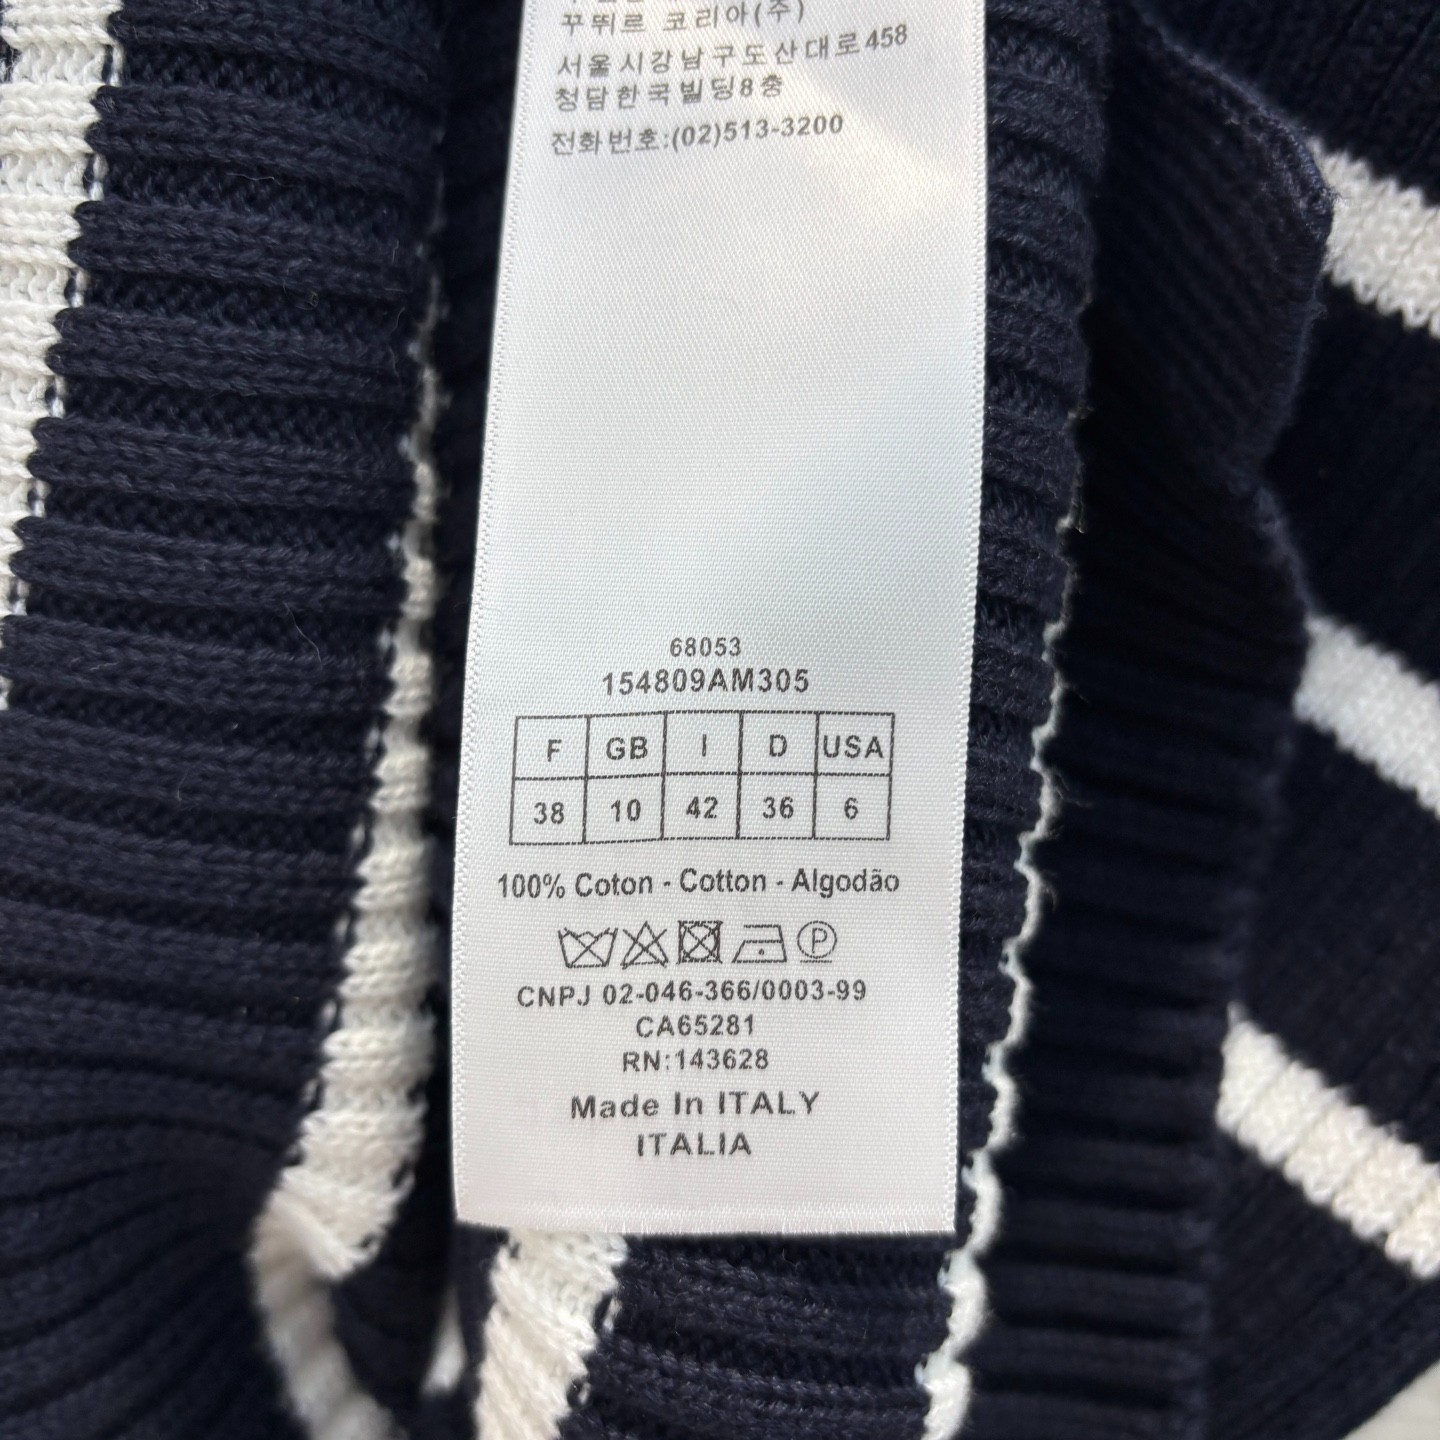 꾸뛰르 코리아(주)
서울시강남구도산대로458
청담한국빌딩8충
전화번호:(02)513-3200
68053
154809AM305
F GB I D USA
38 10 42 36 6
100% Coton - Cotton - Algodão
P
CNPJ 02-046-366/0003-99
CA65281
RN:143628
Made In ITALY
ITALIA